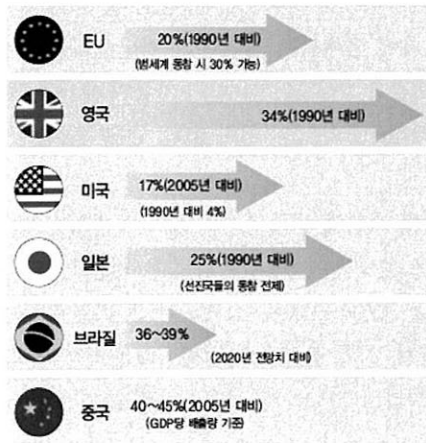 EU 20%(1990년 대비)
(범세계 동참 시 30% 가능)
영국 34%(1990년 대비)
미국 17%(2005년 대비)
(1990년 대비 4%)
일본 25%(1990년 대비)
(선진국들의 동참 전제)
브라질 36~39%
(2020년 전망치 대비)
중국 40~45%(2005년 대비)
(GDP당 배출량 기준)